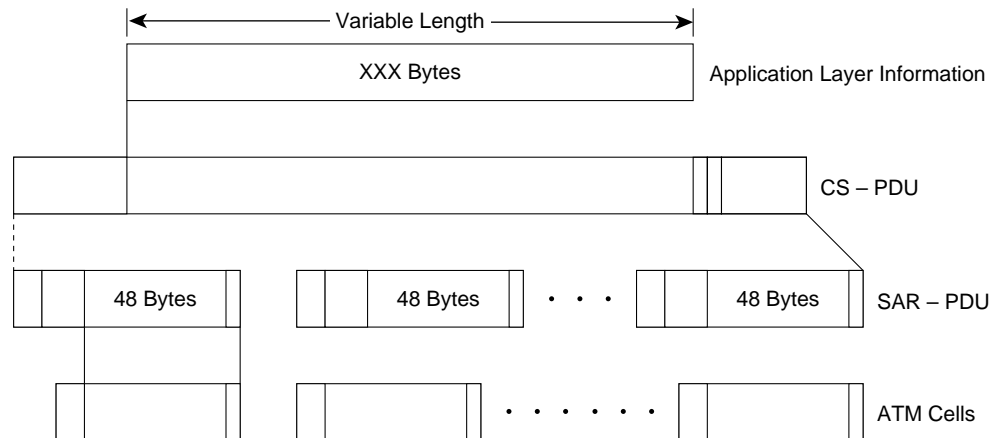 Variable Length
XXX Bytes
Application Layer Information
CS – PDU
48 Bytes
48 Bytes
48 Bytes
SAR – PDU
ATM Cells